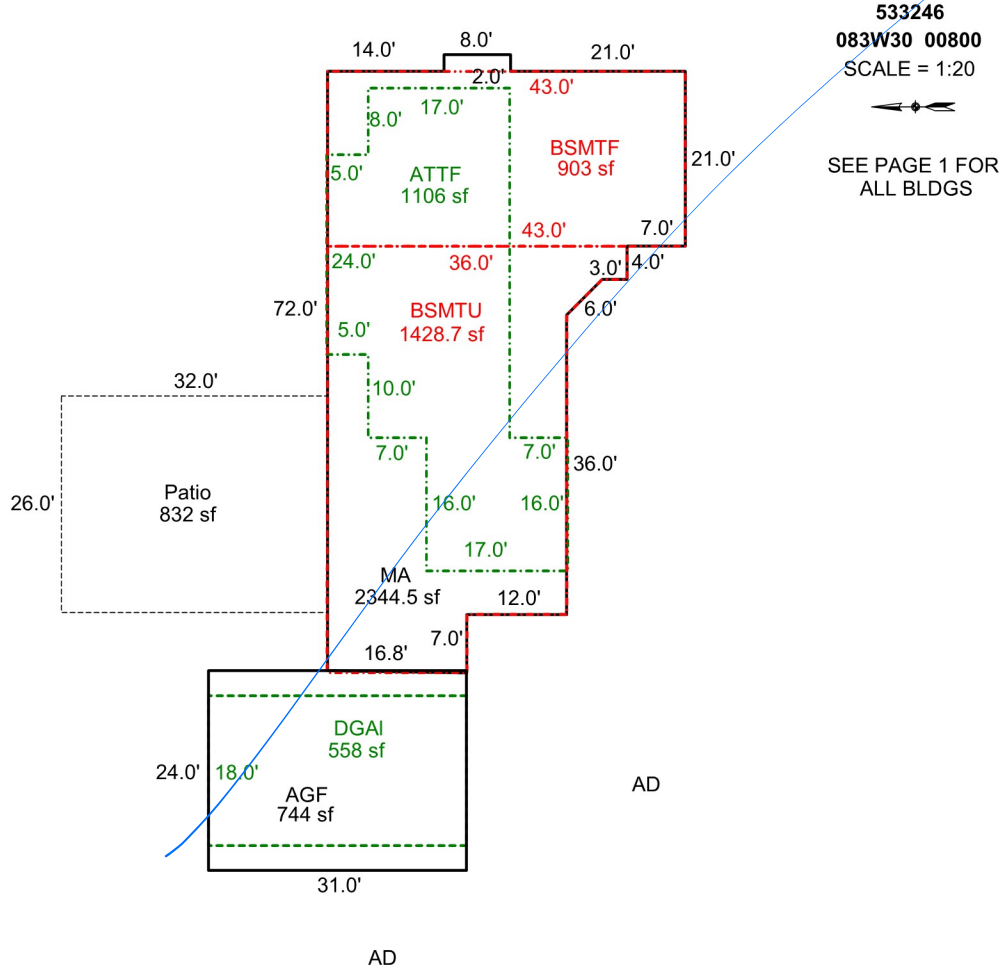 533246
083W30 00800
SCALE = 1:20
SEE PAGE 1 FOR
ALL BLDGS
14.0'
8.0'
21.0'
2.0'
43.0'
17.0'
8.0'
BSMTF
903 sf
21.0'
5.0'
ATTF
1106 sf
43.0'
7.0'
24.0'
36.0'
3.0'
4.0'
72.0'
BSMTU
1428.7 sf
6.0'
5.0'
32.0'
10.0'
7.0'
7.0'
36.0'
26.0'
Patio
832 sf
16.0'
16.0'
17.0'
MA
2344.5 sf
12.0'
7.0'
16.8'
DGAI
558 sf
24.0'
18.0'
AGF
744 sf
AD
31.0'
AD